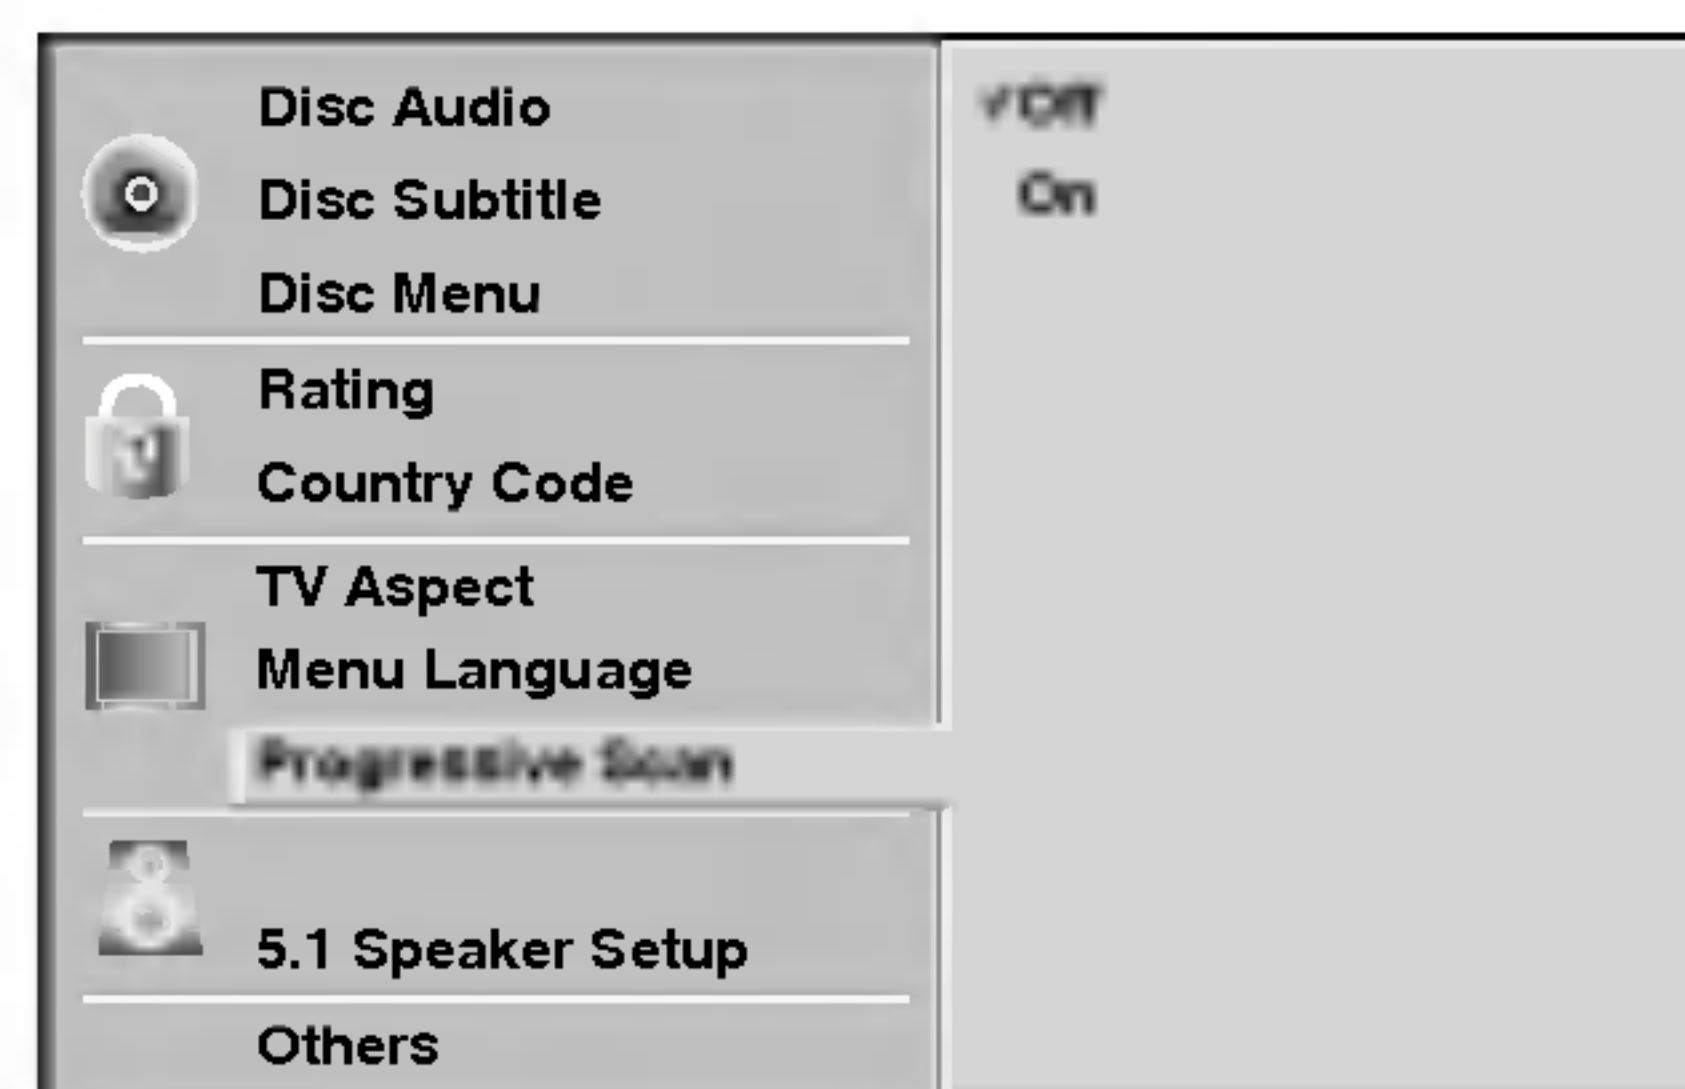 Disc Audio
Disc Subtitle
Disc Menu
Rating
Country Code
TV Aspect
Menu Language
Progressive Scan
5.1 Speaker Setup
Others
✓Off
On